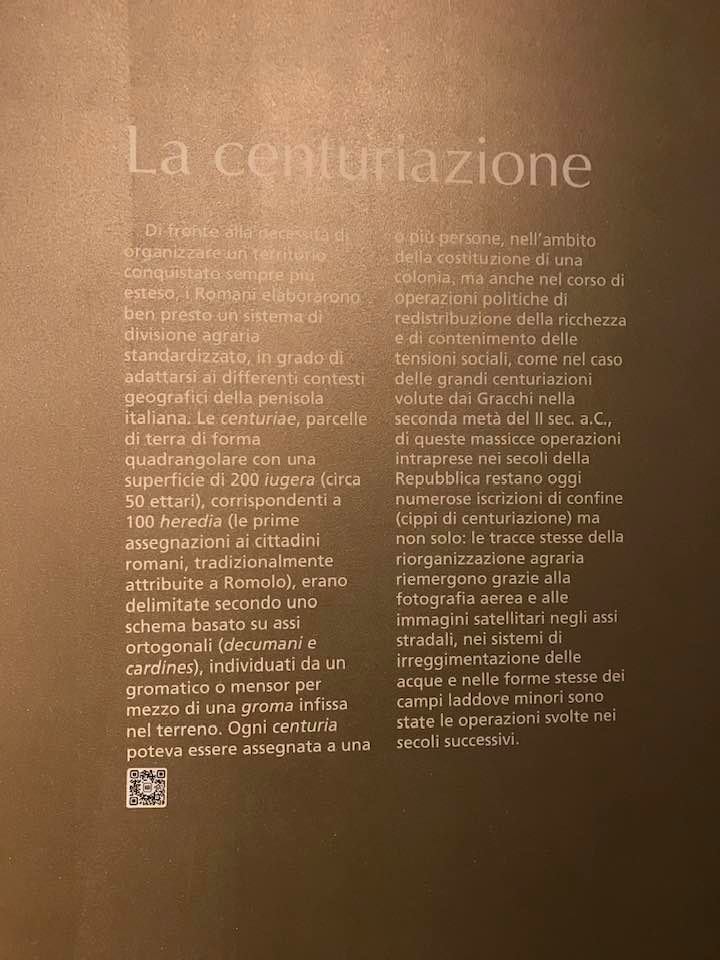 La centuriazione
Di fronte alla necessità di
organizzare un territorio
conquistato sempre più
esteso, i Romani elaborarono
ben presto un sistema di
divisione agraria
standardizzato, in grado di
adattarsi ai differenti contesti
geografici della penisola
italiana. Le centuriae, parcelle
di terra di forma
quadrangolare con una
superficie di 200 iugera (circa
50 ettari), corrispondenti a
100 heredia (le prime
assegnazioni ai cittadini
romani, tradizionalmente
attribuite a Romolo), erano
delimitate secondo uno
schema basato su assi
ortogonali (decumani e
cardines), individuati da un
gromatico o mensor per
mezzo di una groma infissa
nel terreno. Ogni centuria
poteva essere assegnata a una
o più persone, nell'ambito
della costituzione di una
colonia, ma anche nel corso di
operazioni politiche di
redistribuzione della ricchezza
e di contenimento delle
tensioni sociali, come nel caso
delle grandi centuriazioni
volute dai Gracchi nella
seconda metà del II sec. a.C.,
di queste massicce operazioni
intraprese nei secoli della
Repubblica restano oggi
numerose iscrizioni di confine
(cippi di centuriazione) ma
non solo: le tracce stesse della
riorganizzazione agraria
riemergono grazie alla
fotografia aerea e alle
immagini satellitari negli assi
stradali, nei sistemi di
irreggimentazione delle
acque e nelle forme stesse dei
campi laddove minori sono
state le operazioni svolte nei
secoli successivi.